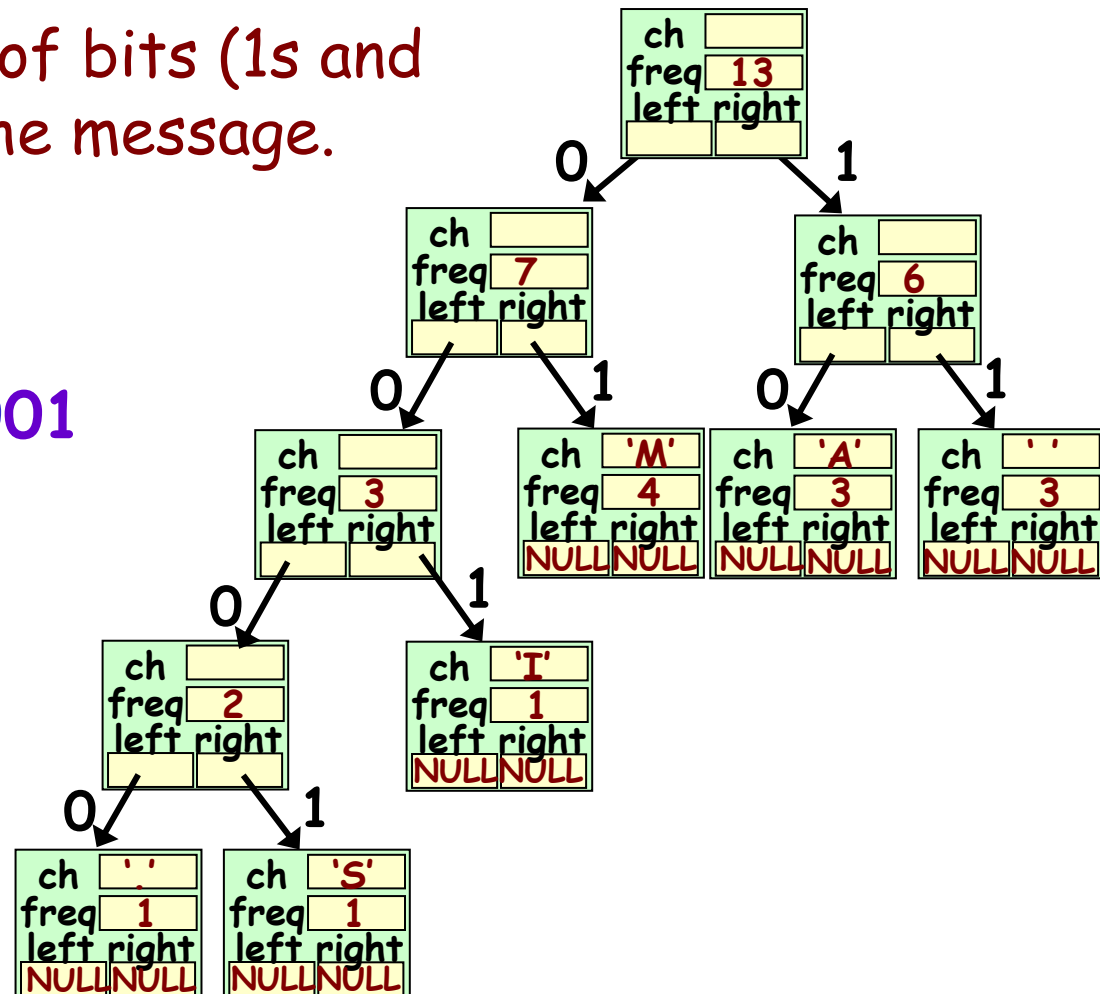 of bits (1s and
message.
001
ch
freq 13
left right
0 1
ch
freq 7
left right
ch
freq 6
left right
0 1
0 1
ch
freq 3
left right
ch 'M'
freq 4
left right
NULL NULL
ch 'A'
freq 3
left right
NULL NULL
ch ' '
freq 3
left right
NULL NULL
0 1
ch
freq 2
left right
ch 'I'
freq 1
left right
NULL NULL
0 1
ch '.'
freq 1
left right
NULL NULL
ch 'S'
freq 1
left right
NULL NULL